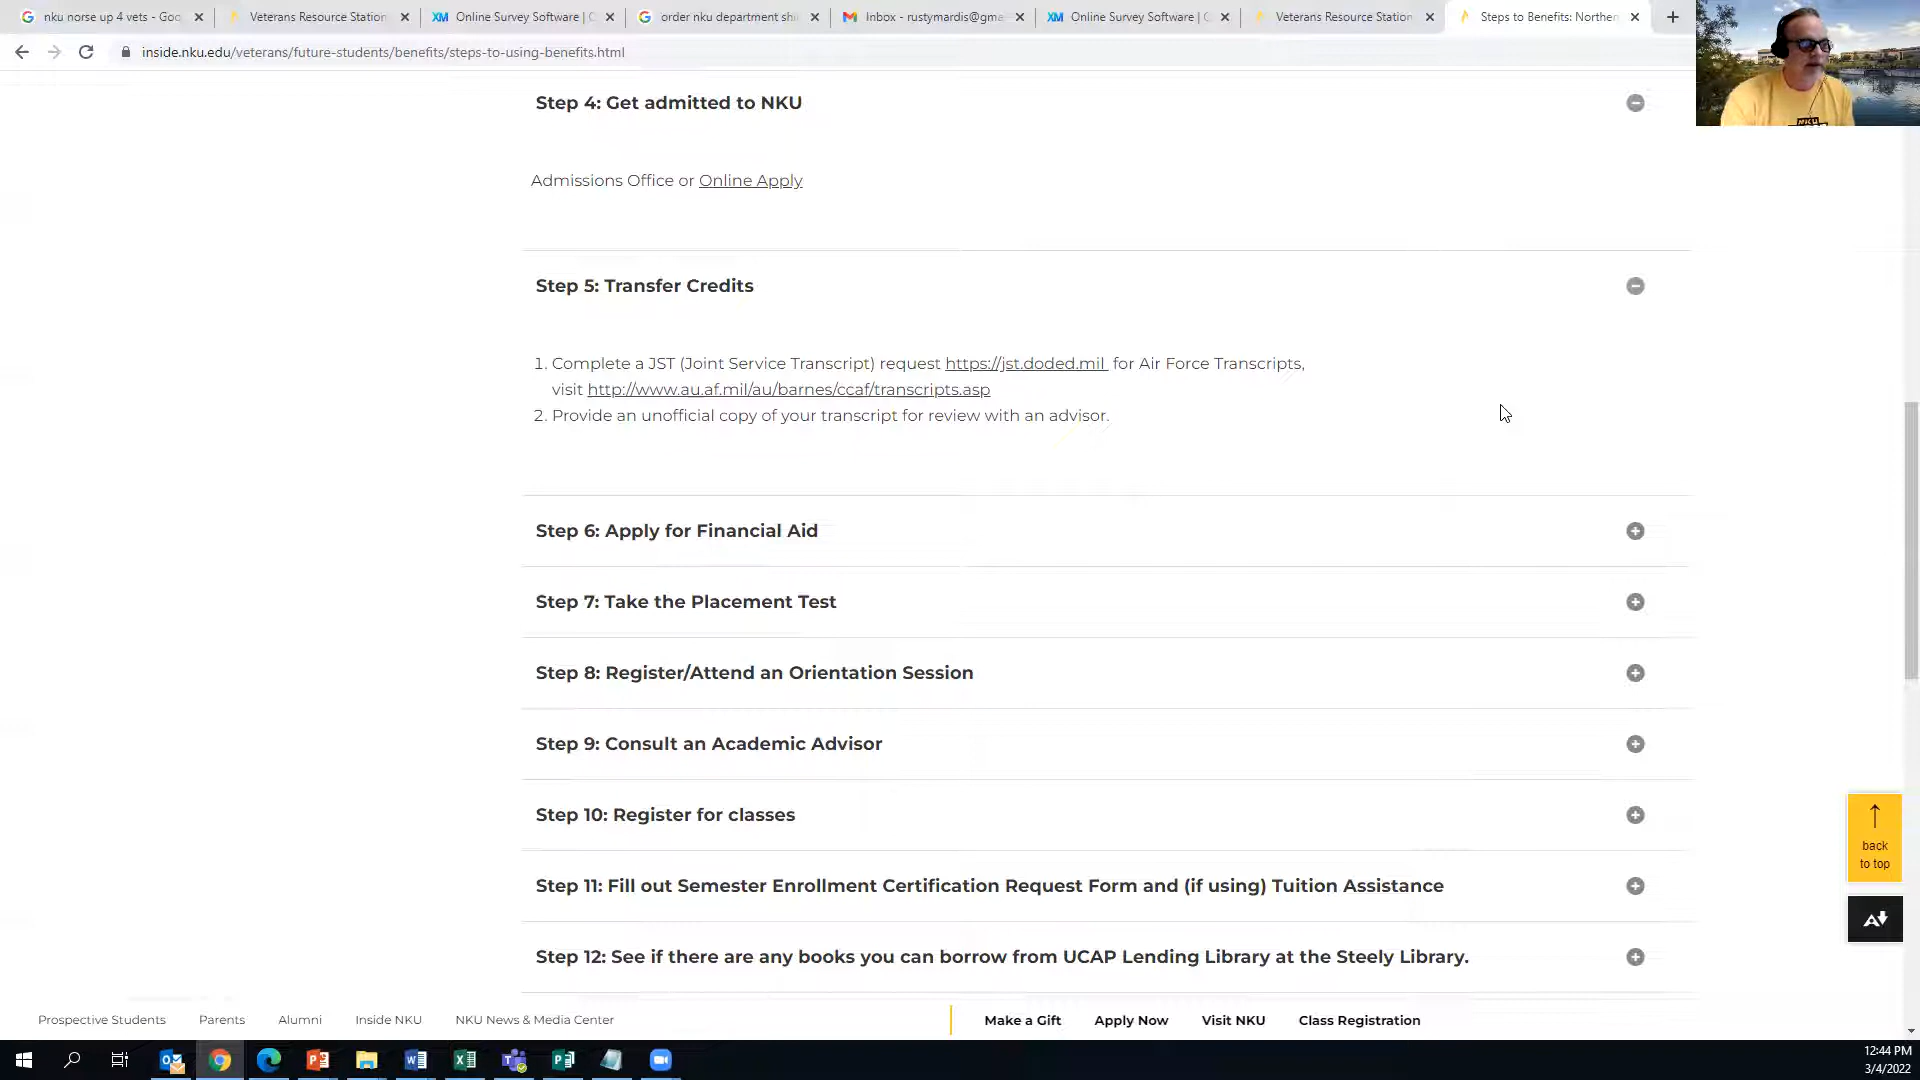 nku norse up 4 vets - Goo
Veterans Resource Station
XM Online Survey Software |
order nku department shi
Inbox - rustymardis@gma
XM Online Survey Software |
Veterans Resource Station
Steps to Benefits: Northern
inside.nku.edu/veterans/future-students/benefits/steps-to-using-benefits.html
NKU
Step 4: Get admitted to NKU
Admissions Office or Online Apply
Step 5: Transfer Credits
1. Complete a JST (Joint Service Transcript) request https://jst.doded.mil for Air Force Transcripts,
visit http://www.au.af.mil/au/barnes/ccaf/transcripts.asp
2. Provide an unofficial copy of your transcript for review with an advisor.
Step 6: Apply for Financial Aid
Step 7: Take the Placement Test
Step 8: Register/Attend an Orientation Session
Step 9: Consult an Academic Advisor
Step 10: Register for classes
Step 11: Fill out Semester Enrollment Certification Request Form and (if using) Tuition Assistance
Step 12: See if there are any books you can borrow from UCAP Lending Library at the Steely Library.
back
to top
Prospective Students Parents Alumni Inside NKU NKU News & Media Center Make a Gift Apply Now Visit NKU Class Registration
12:44 PM
3/4/2022